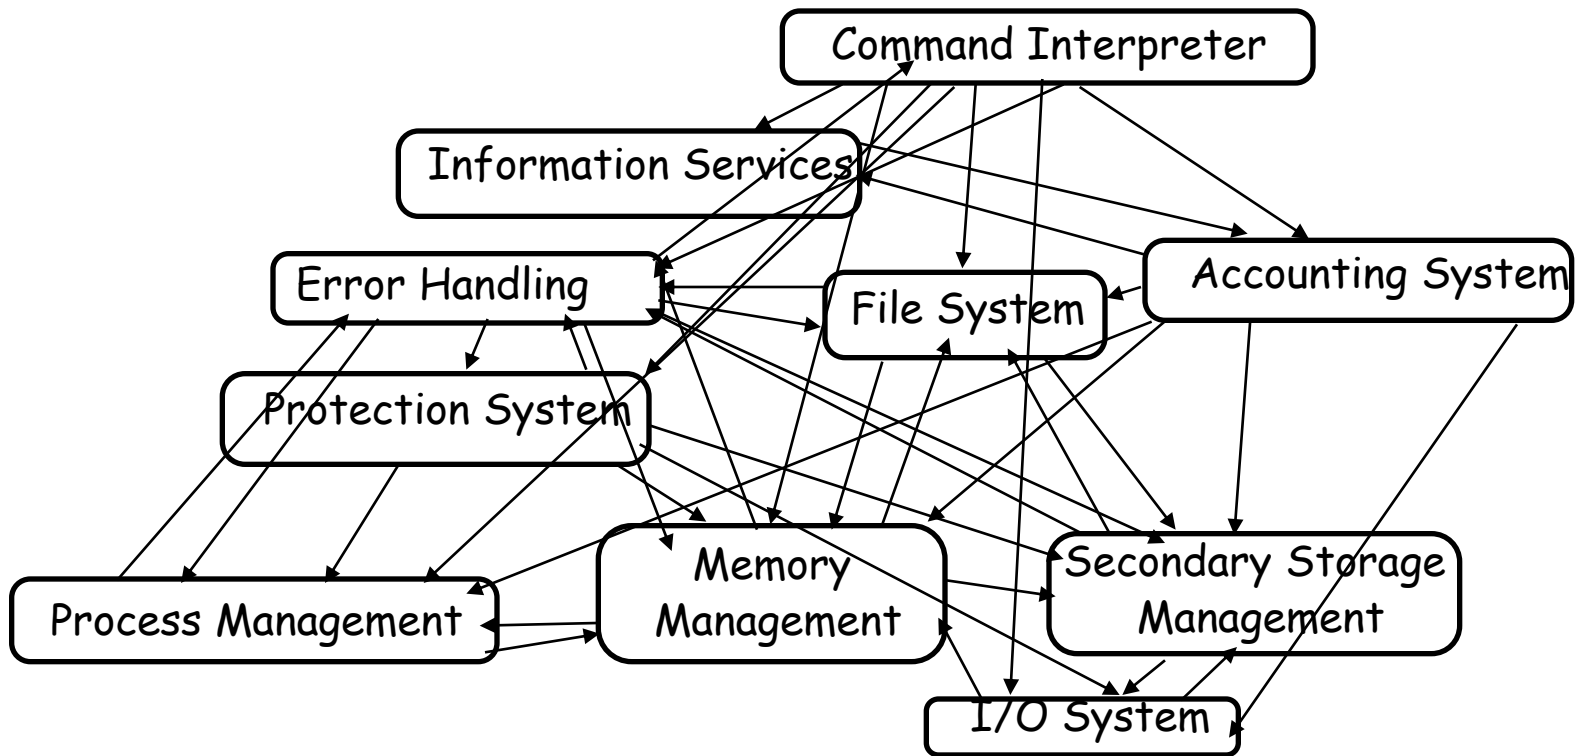 Command Interpreter
Information Services
Error Handling
Accounting System
File System
Protection System
Memory
Management
Secondary Storage
Management
Process Management
I/O System